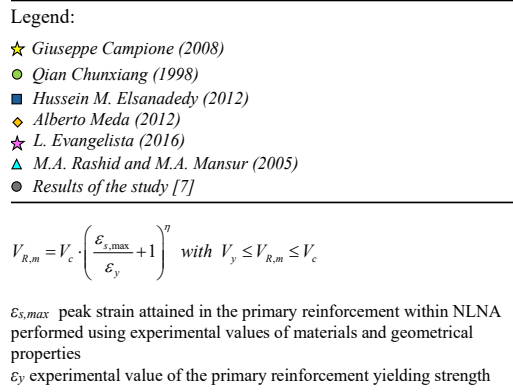 Legend:
Giuseppe Campione (2008)
Qian Chunxiang (1998)
Hussein M. Elsanadedy (2012)
Alberto Meda (2012)
L. Evangelista (2016)
M.A. Rashid and M.A. Mansur (2005)
Results of the study [7]
V_{R,m} = V_c · (ε_{s,max}/ε_y + 1)^η with V_y ≤ V_{R,m} ≤ V_c
ε_{s,max} peak strain attained in the primary reinforcement within NLNA
performed using experimental values of materials and geometrical
properties
ε_y experimental value of the primary reinforcement yielding strength